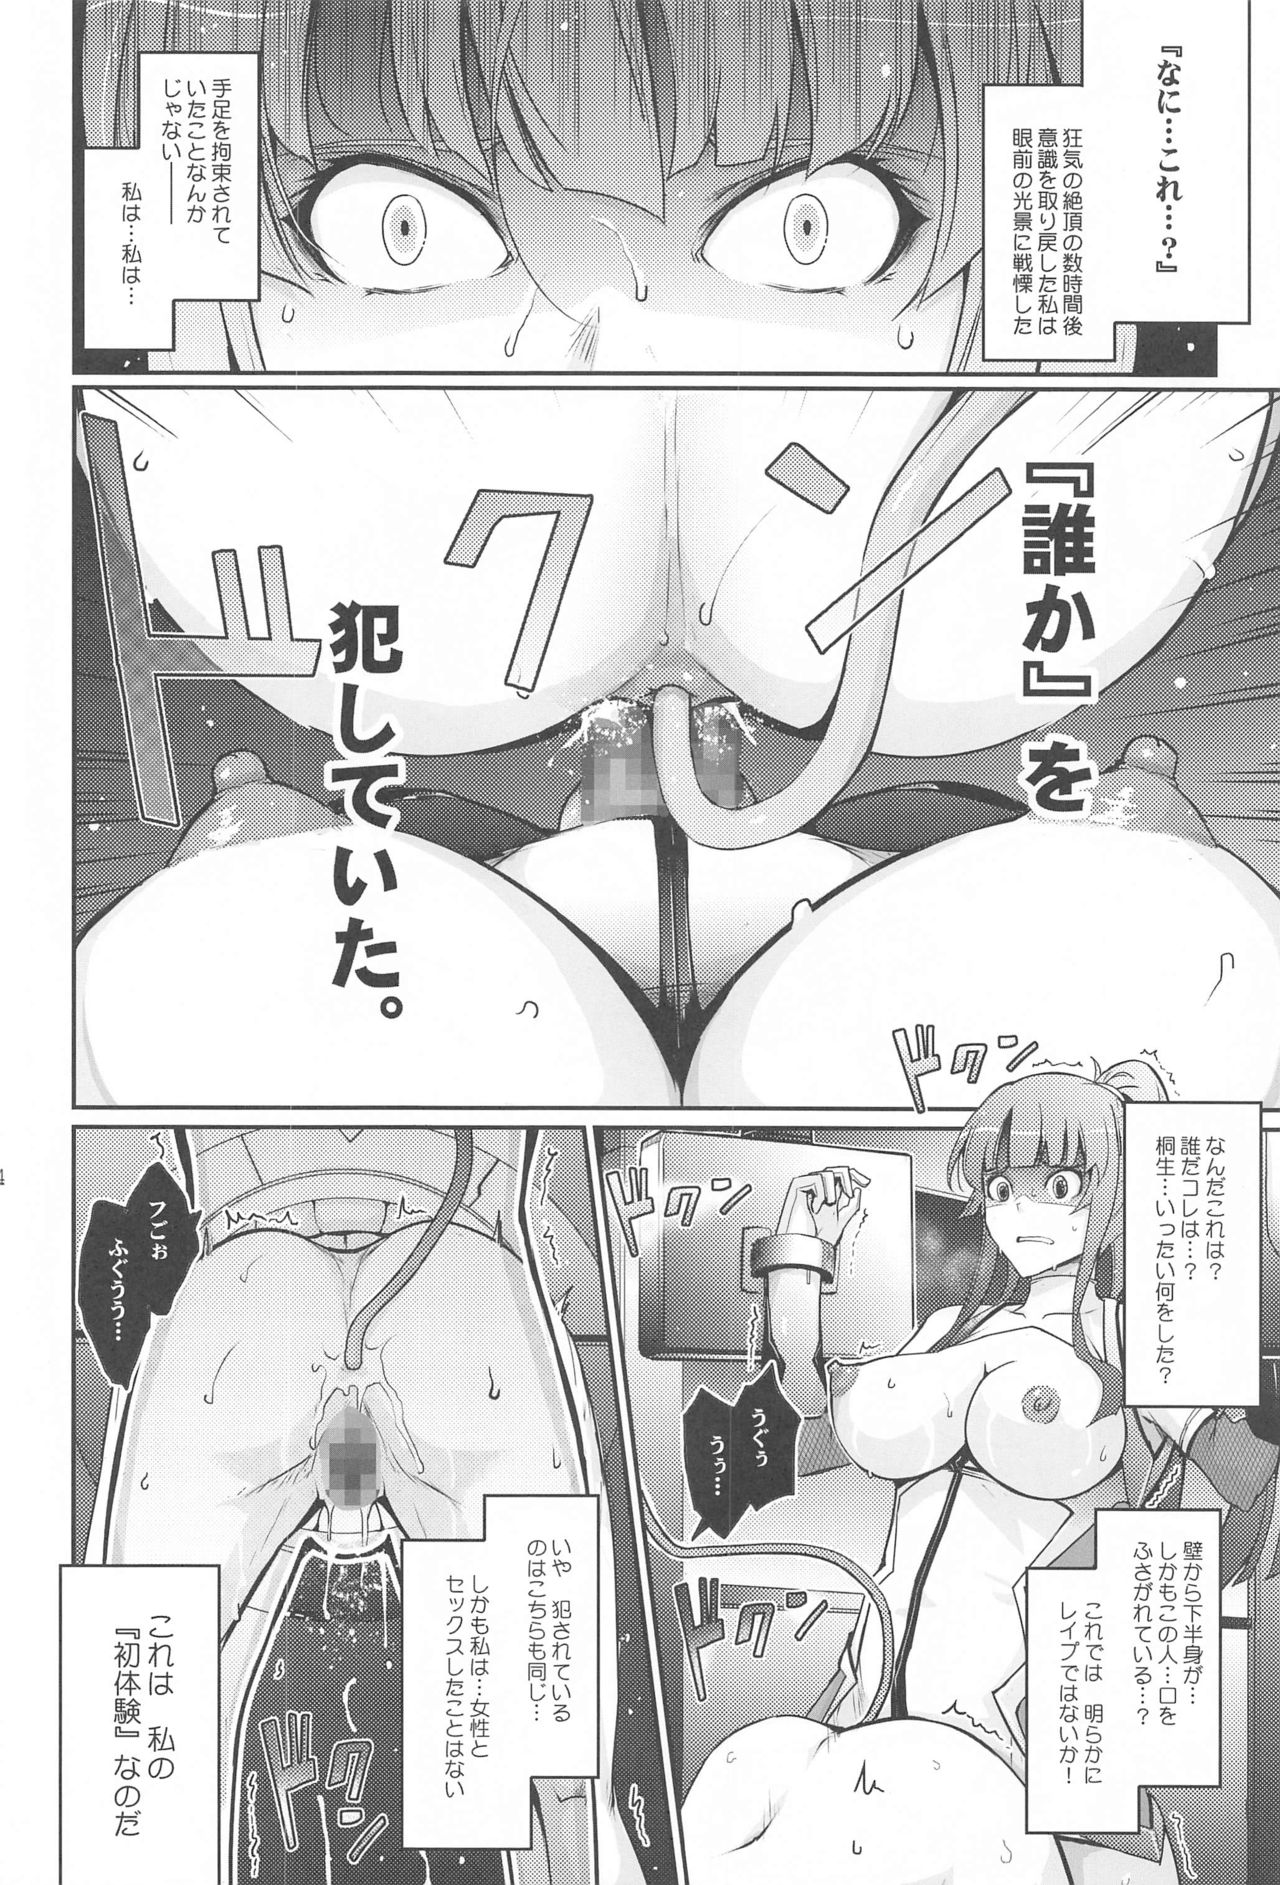 『なに…これ…？』
狂気の絶頂の数時間後
意識を取り戻した私は
眼前の光景に戦慄した
手足を拘束されて
いたことなんか
じゃない――
私は…私は…
『誰か』を
犯していた。
ドクン
なんだこれは？
誰だコレは…？
桐生…いったい何をした？
ドクン
うぐぅ
うぅ…
壁から下半身が…
しかもこの人…口を
ふさがれている…？
これでは 明らかに
レイプではないか！
ドクン
フごぉ
ふぐうう…
いや 犯されている
のはこちらも同じ…
しかも私は…女性と
セックスしたことはない
ドクン
これは 私の
『初体験』なのだ